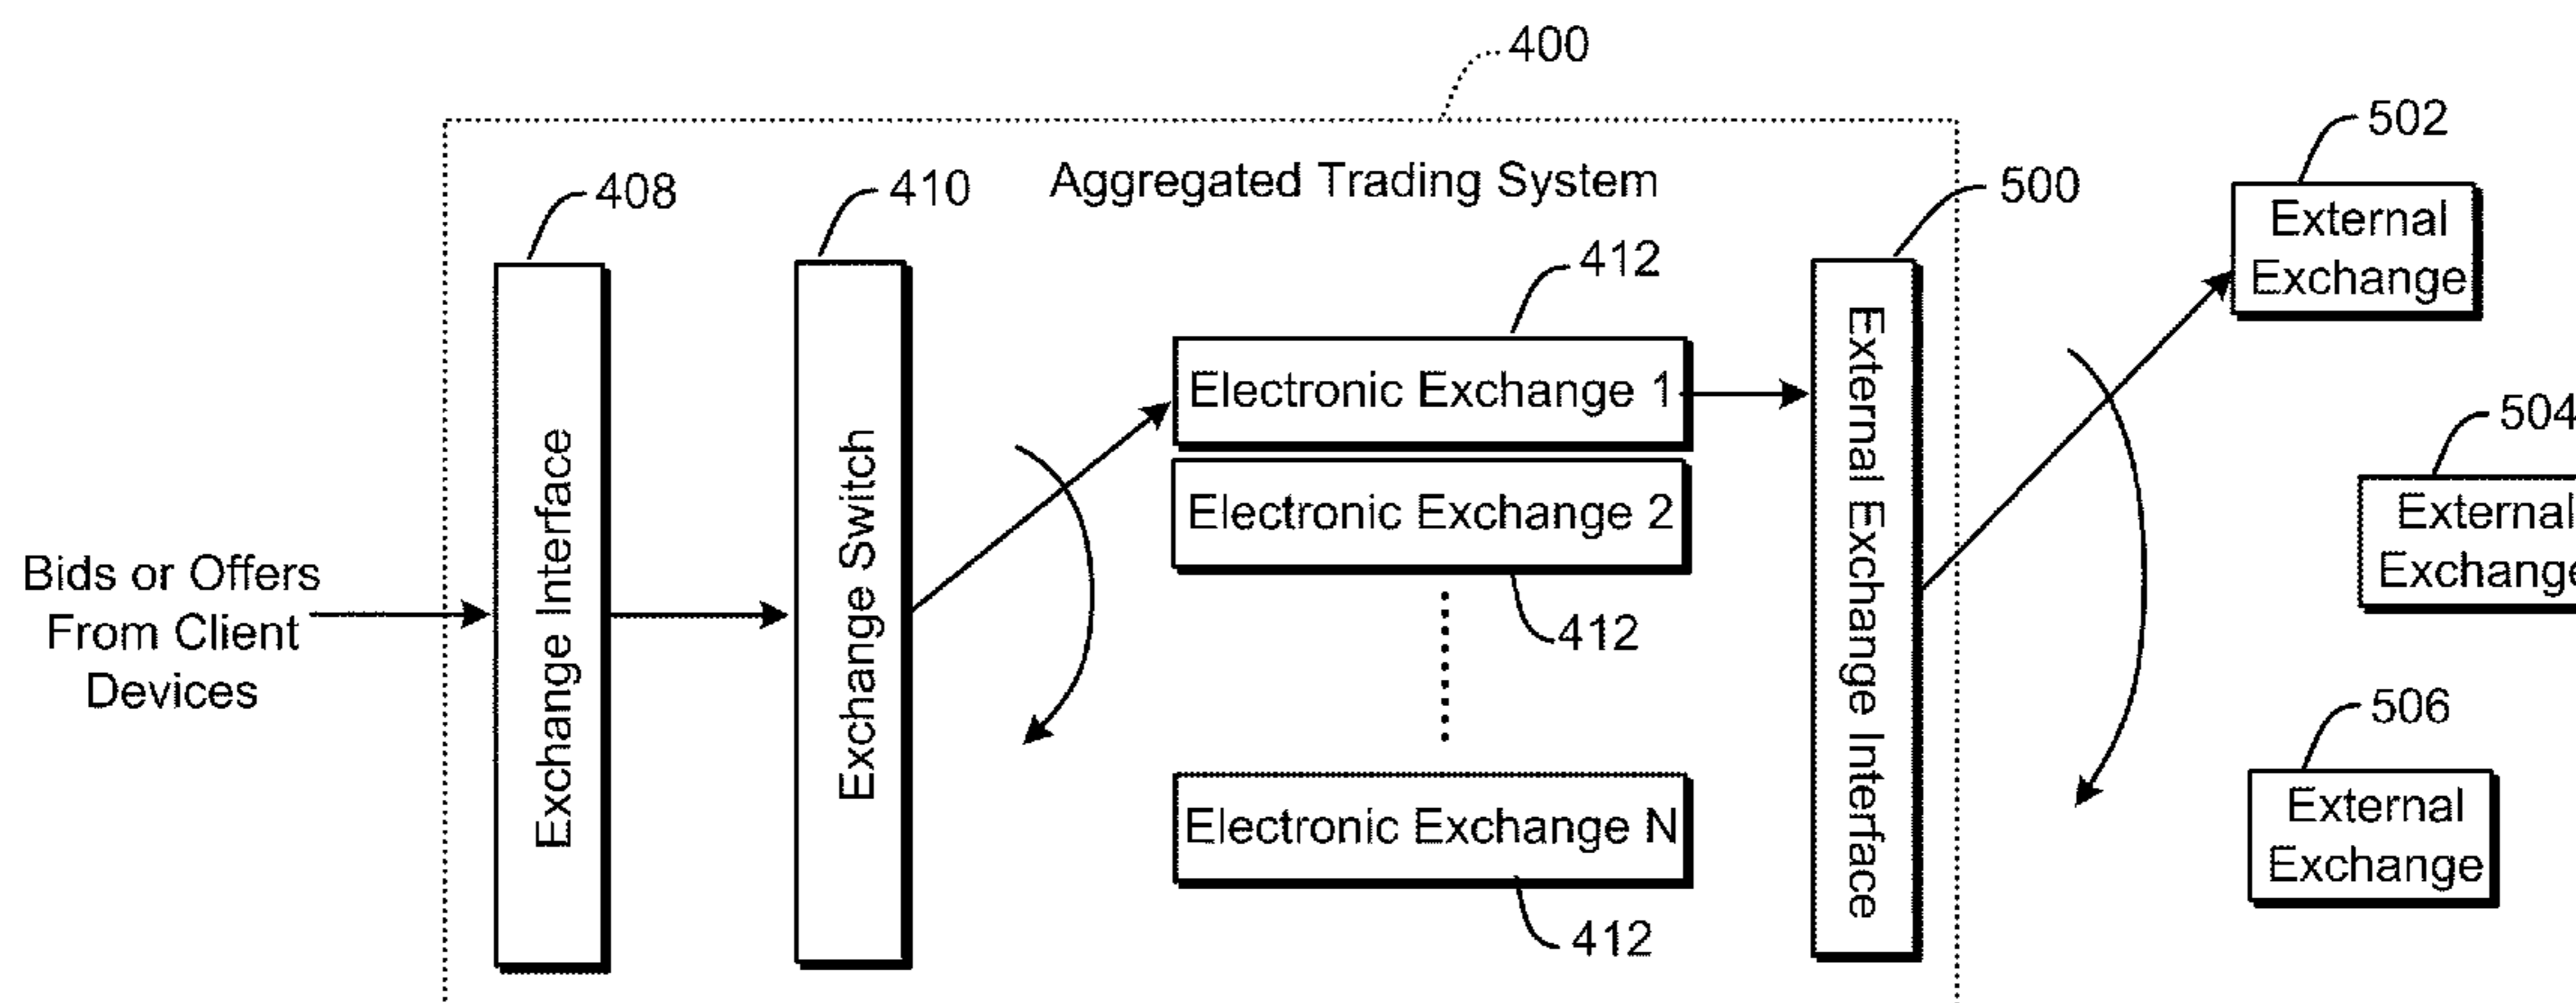 400
502
Aggregated Trading System
408
410
500
External
Exchange
412
Electronic Exchange 1
504
Electronic Exchange 2
External
Exchange
Bids or Offers
From Client
Devices
Exchange Interface
Exchange Switch
412
External Exchange Interface
506
Electronic Exchange N
External
Exchange
412